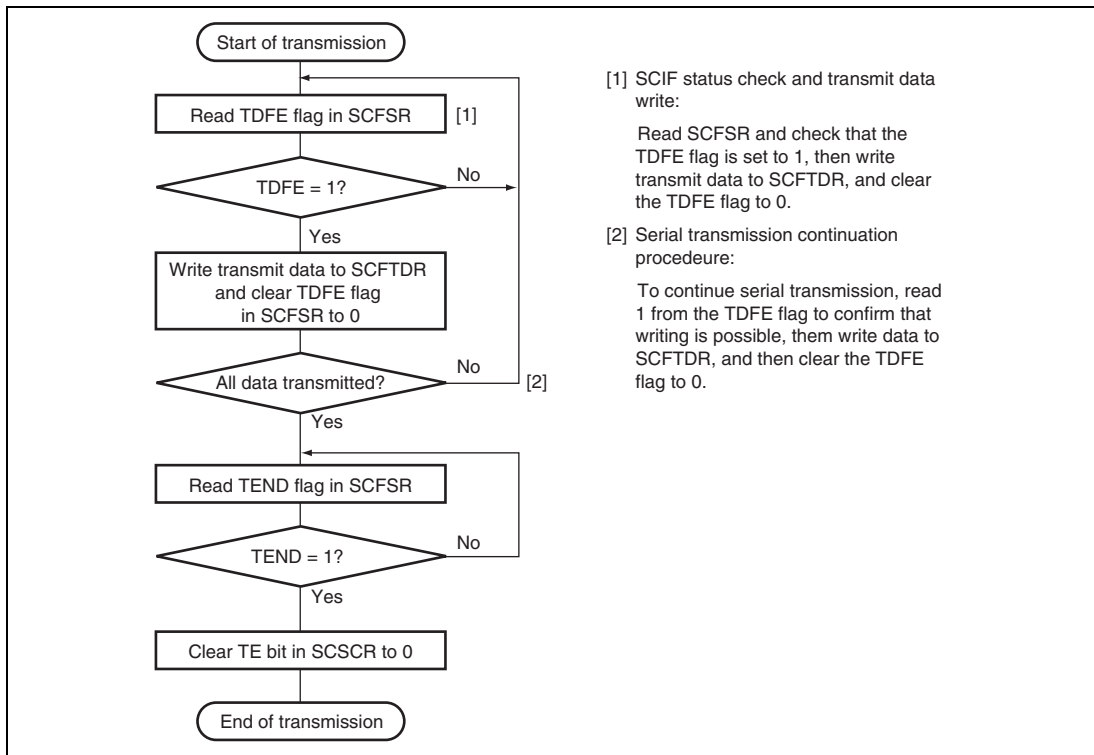 Start of transmission
Read TDFE flag in SCFSR
[1]
TDFE = 1?
No
Yes
Write transmit data to SCFTDR
and clear TDFE flag
in SCFSR to 0
All data transmitted?
No
[2]
Yes
Read TEND flag in SCFSR
TEND = 1?
No
Yes
Clear TE bit in SCSCR to 0
End of transmission
[1] SCIF status check and transmit data
write:
Read SCFSR and check that the
TDFE flag is set to 1, then write
transmit data to SCFTDR, and clear
the TDFE flag to 0.
[2] Serial transmission continuation
procedeure:
To continue serial transmission, read
1 from the TDFE flag to confirm that
writing is possible, them write data to
SCFTDR, and then clear the TDFE
flag to 0.